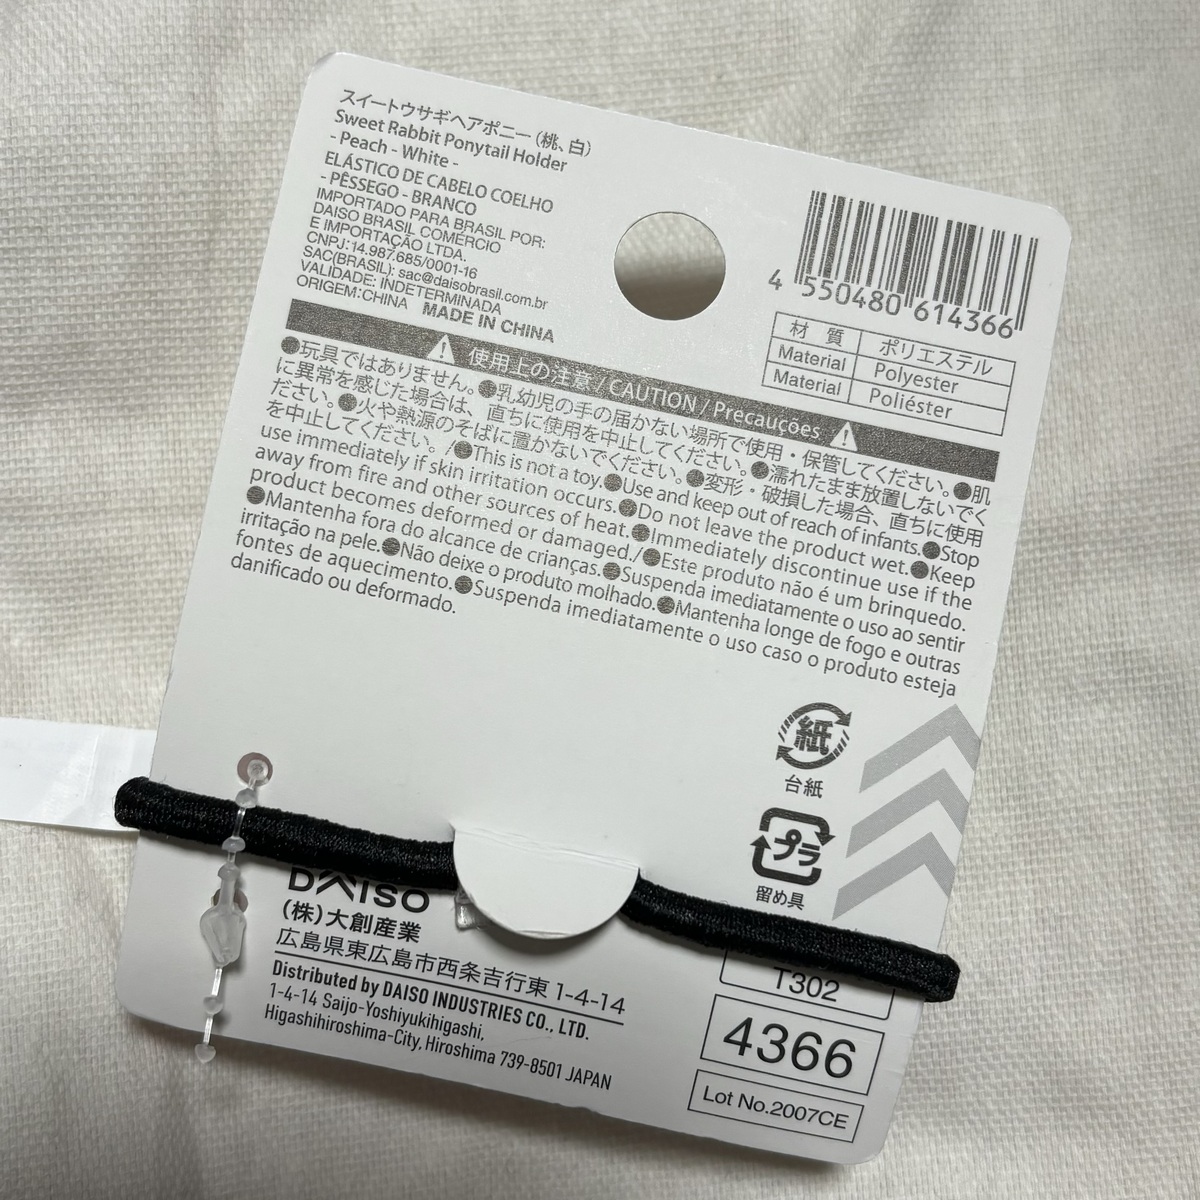 スイートウサギヘアポニー（桃、白）
Sweet Rabbit Ponytail Holder
- Peach - White -
ELÁSTICO DE CABELO COELHO
- PÊSSEGO - BRANCO
IMPORTADO PARA BRASIL POR:
DAISO BRASIL COMÉRCIO
E IMPORTAÇÃO LTDA.
CNPJ:14.987.685/0001-16
SAC(BRASIL): sac@daisobrasil.com.br
VALIDADE: INDETERMINADA
ORIGEM:CHINA MADE IN CHINA
4 550480 614366
材 質 ポリエステル
Material Polyester
Material Poliéster
使用上の注意 / CAUTION / Precauções
●玩具ではありません。●乳幼児の手の届かない場所で使用・保管してください。●肌
に異常を感じた場合は、直ちに使用を中止してください。●濡れたまま放置しないでく
ださい。●火や熱源のそばに置かないでください。●変形・破損した場合、直ちに使用
を中止してください。/●This is not a toy.●Use and keep out of reach of infants.●Stop
use immediately if skin irritation occurs.●Do not leave the product wet.●Keep
away from fire and other sources of heat.●Immediately discontinue use if the
product becomes deformed or damaged./●Este produto não é um brinquedo.
●Mantenha fora do alcance de crianças.●Suspenda imediatamente o uso ao sentir
irritação na pele.●Não deixe o produto molhado.●Mantenha longe de fogo e outras
fontes de aquecimento.●Suspenda imediatamente o uso caso o produto esteja
danificado ou deformado.
紙
台紙
プラ
留め具
DAISO
（株）大創産業
広島県東広島市西条吉行東 1-4-14
Distributed by DAISO INDUSTRIES CO., LTD.
1-4-14 Saijo-Yoshiyukihigashi,
Higashihiroshima-City, Hiroshima 739-8501 JAPAN
T302
4366
Lot No.2007CE